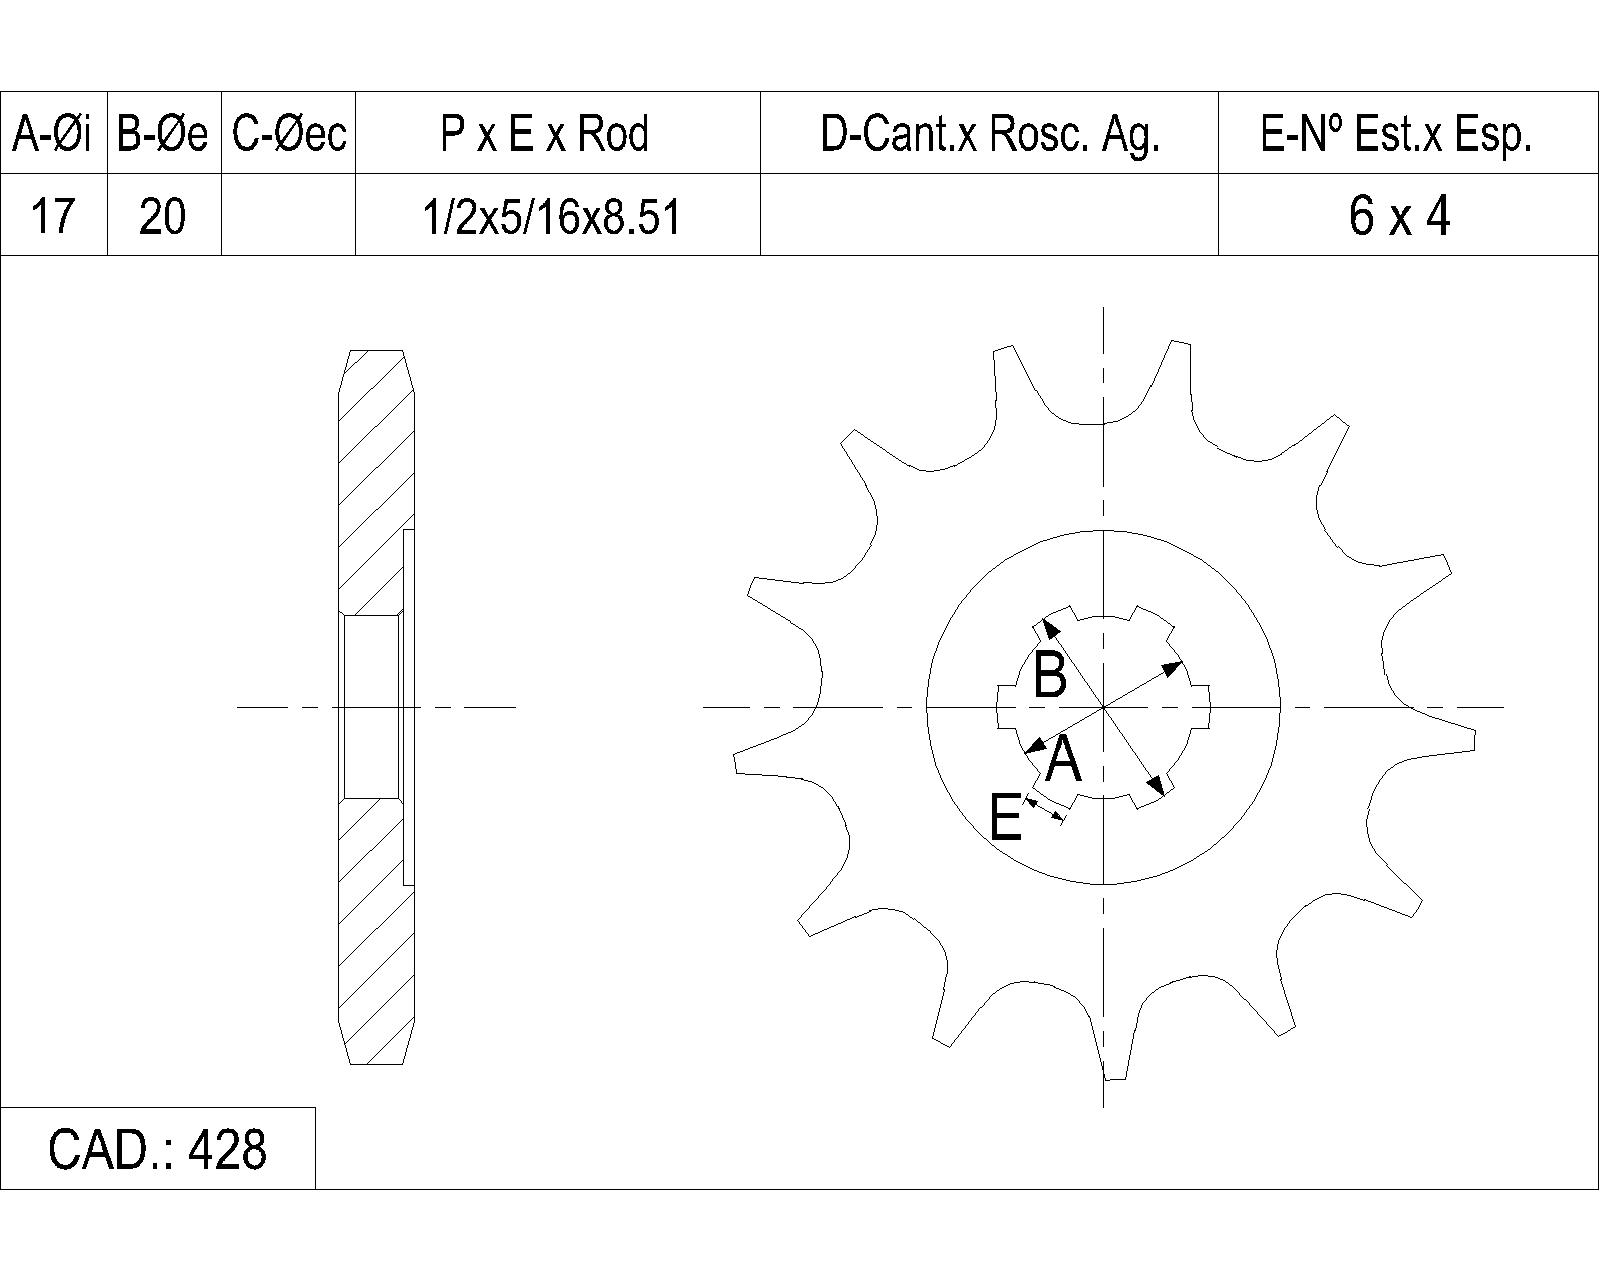 A-Øi B-Øe C-Øec P x E x Rod D-Cant.x Rosc. Ag. E-Nº Est.x Esp.
17 20 1/2x5/16x8.51 6 x 4
B
A
E
CAD.: 428